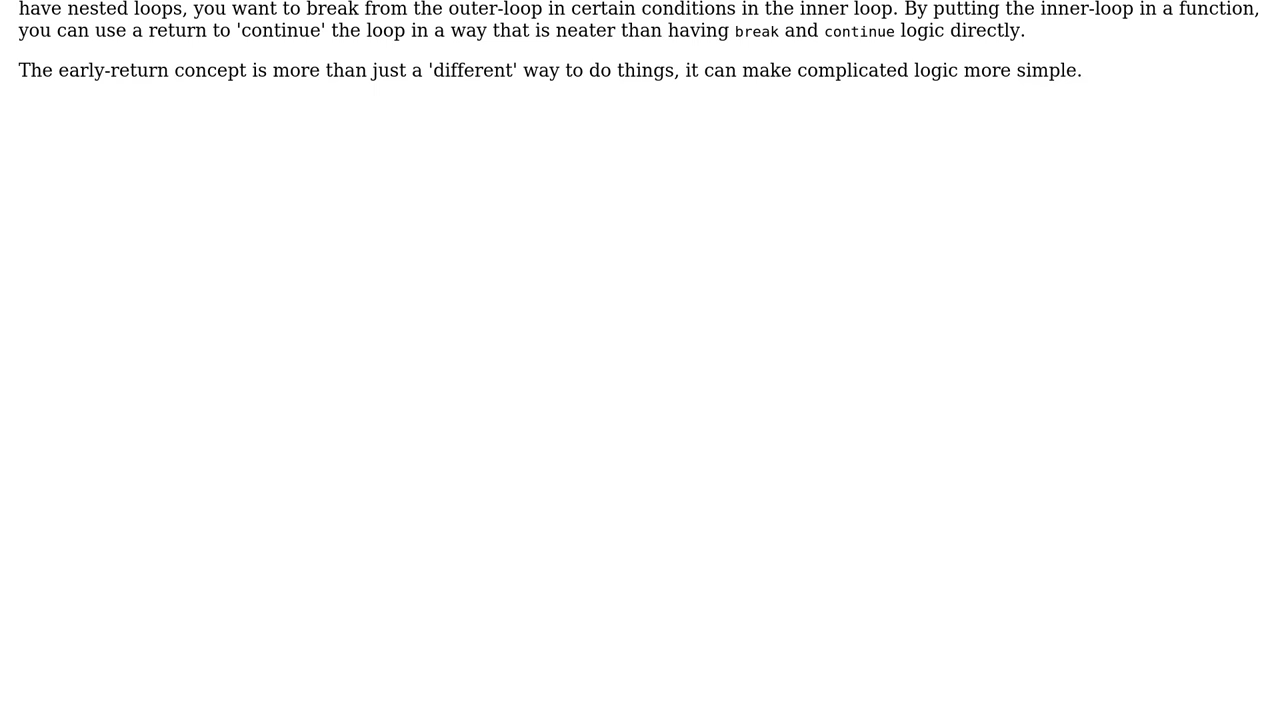 have nested loops, you want to break from the outer-loop in certain conditions in the inner loop. By putting the inner-loop in a function,
you can use a return to 'continue' the loop in a way that is neater than having break and continue logic directly.
The early-return concept is more than just a 'different' way to do things, it can make complicated logic more simple.